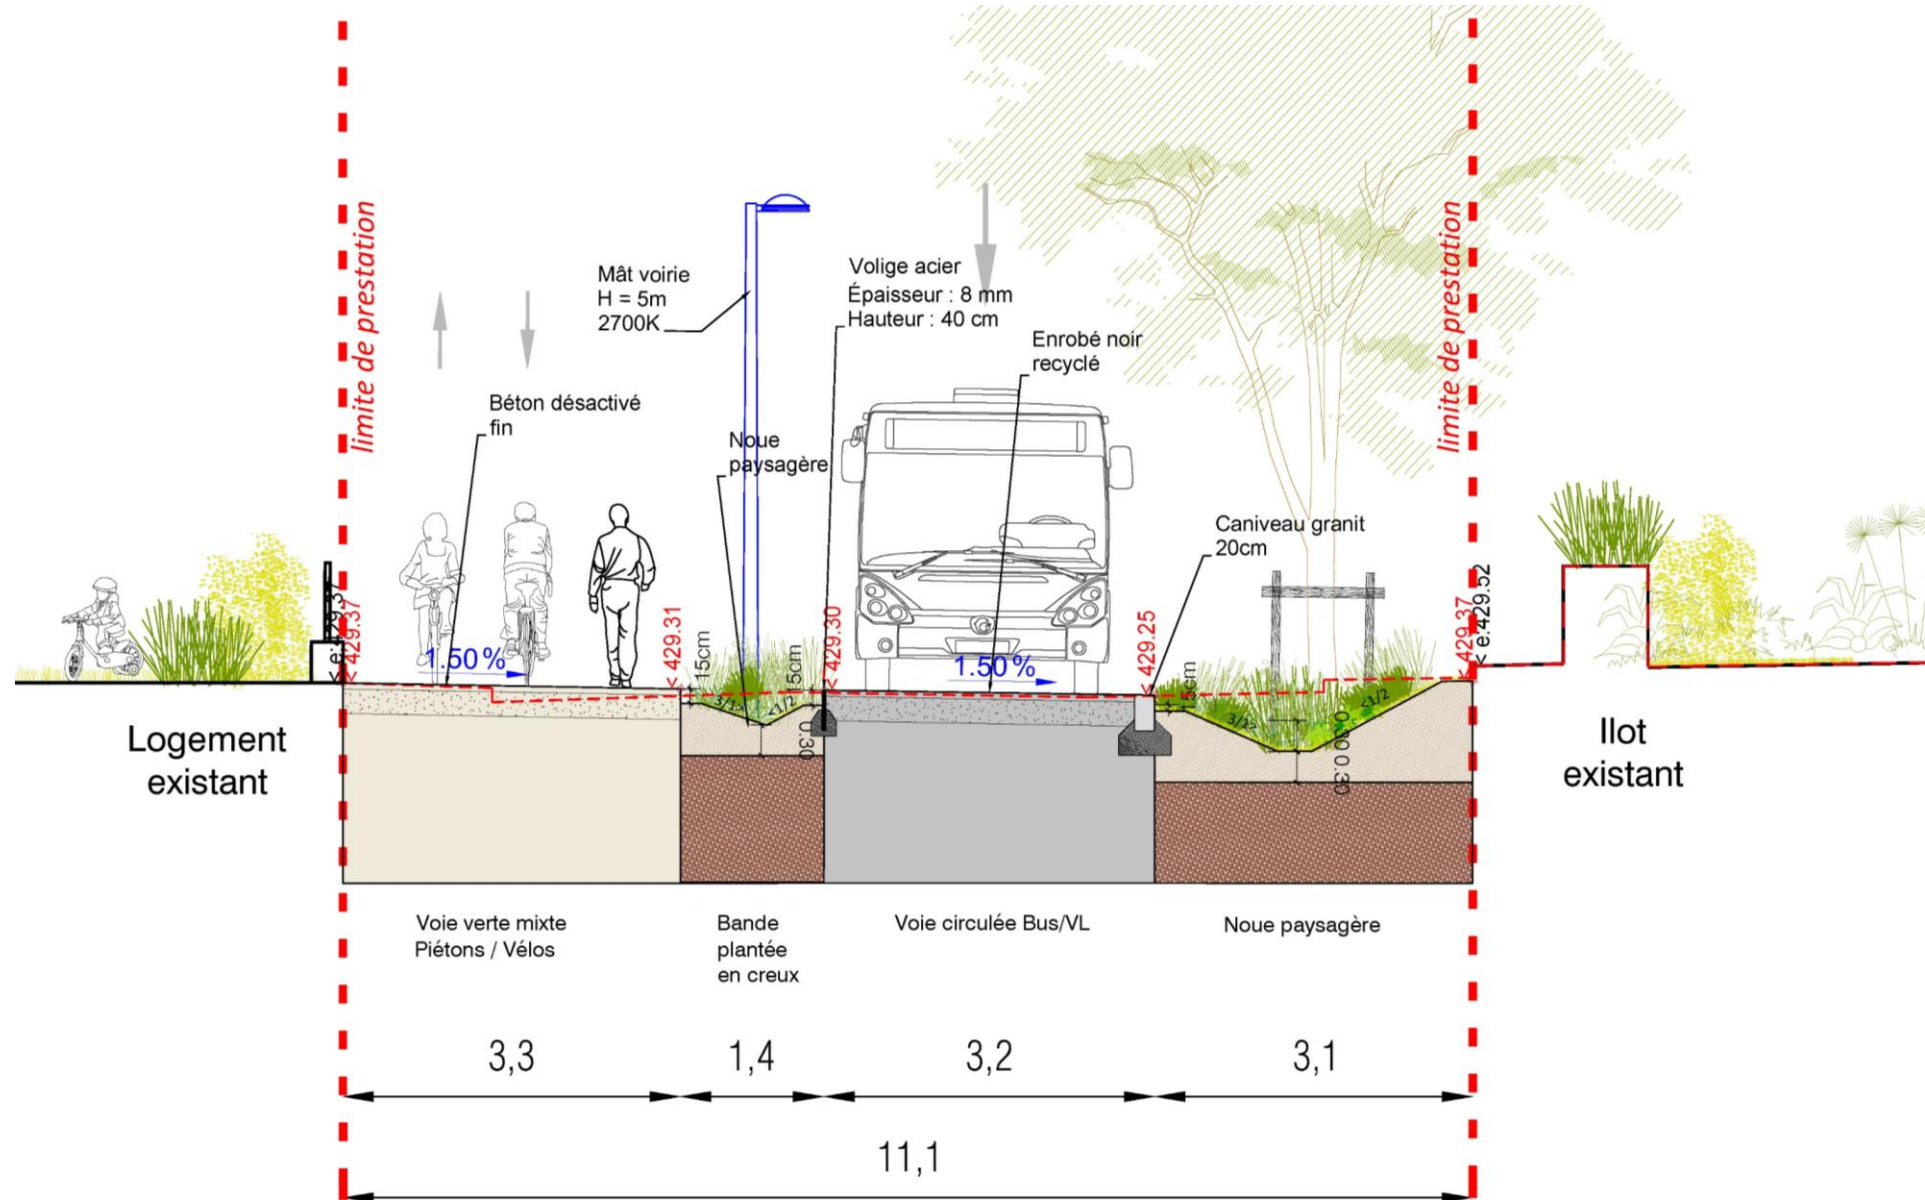 limite de prestation
limite de prestation
Mât voirie
H = 5m
2700K
Volige acier
Épaisseur : 8 mm
Hauteur : 40 cm
Enrobé noir
recyclé
Béton désactivé
fin
Noue
paysagère
Caniveau granit
20cm
< 429.37
< 429.31
15cm
15cm
< 429.30
< 429.25
15cm
< 429.37
< e:429.52
1.50%
1.50%
<1/2
<1/2
0.30
0.30
Logement
existant
Ilot
existant
Voie verte mixte
Piétons / Vélos
Bande
plantée
en creux
Voie circulée Bus/VL
Noue paysagère
3,3
1,4
3,2
3,1
11,1